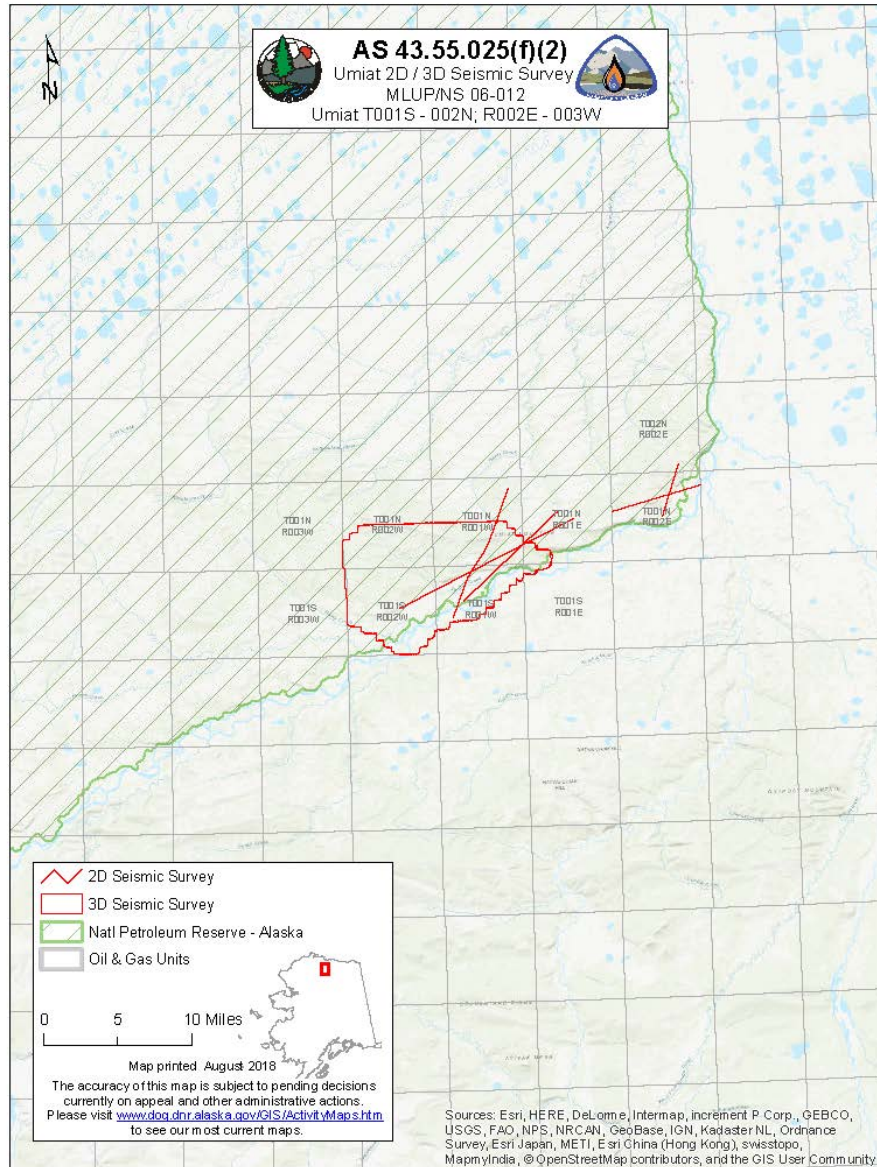 N
AS 43.55.025(f)(2)
Umiat 2D / 3D Seismic Survey
MLUP/NS 06-012
Umiat T001S - 002N; R002E - 003W
T002N
R002E
T001N
R003W
T001N
R002W
T001N
R001W
T001N
R001E
T001N
R002E
T001S
R003W
T001S
R002W
T001S
R001W
T001S
R001E
2D Seismic Survey
3D Seismic Survey
Natl Petroleum Reserve - Alaska
Oil & Gas Units
0 5 10 Miles
Map printed August 2018
The accuracy of this map is subject to pending decisions
currently on appeal and other administrative actions.
Please visit www.dog.dnr.alaska.gov/GIS/ActivityMaps.htm
to see our most current maps.
Sources: Esri, HERE, DeLorme, Intermap, increment P Corp., GEBCO,
USGS, FAO, NPS, NRCAN, GeoBase, IGN, Kadaster NL, Ordnance
Survey, Esri Japan, METI, Esri China (Hong Kong), swisstopo,
MapmyIndia, © OpenStreetMap contributors, and the GIS User Community